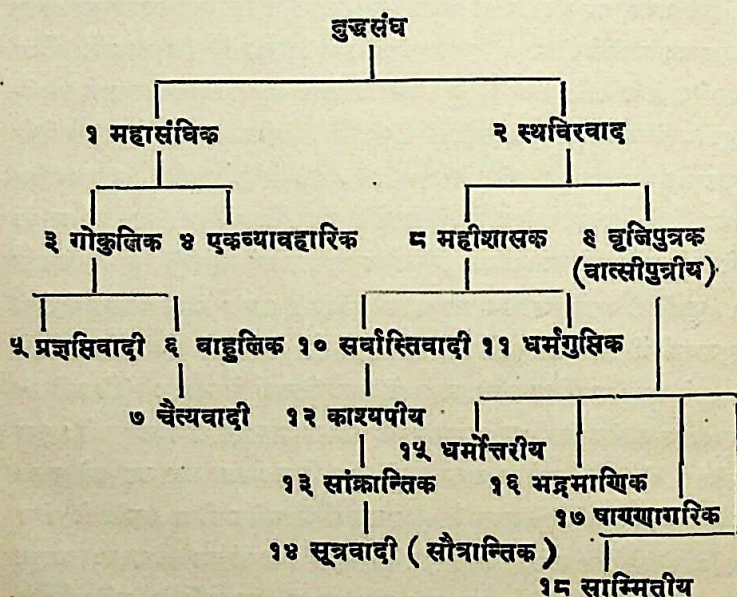 बुद्धसंघ
१ महासंघिक २ स्थविरवाद
३ गोकुलिक ४ एकव्यावहारिक ८ महीशासक ९ वृजिपुत्रक
(वात्सीपुत्रीय)
५ प्रज्ञप्तिवादी ६ वाहुलिक १० सर्वास्तिवादी ११ धर्मगुप्तिक
७ चैत्यवादी १२ काश्यपीय
१५ धर्मोत्तरीय
१३ सांक्रान्तिक १६ भद्रमाणिक
१७ षाण्णागरिक
१४ सूत्रवादी ( सौत्रान्तिक )
१८ साम्मितीय